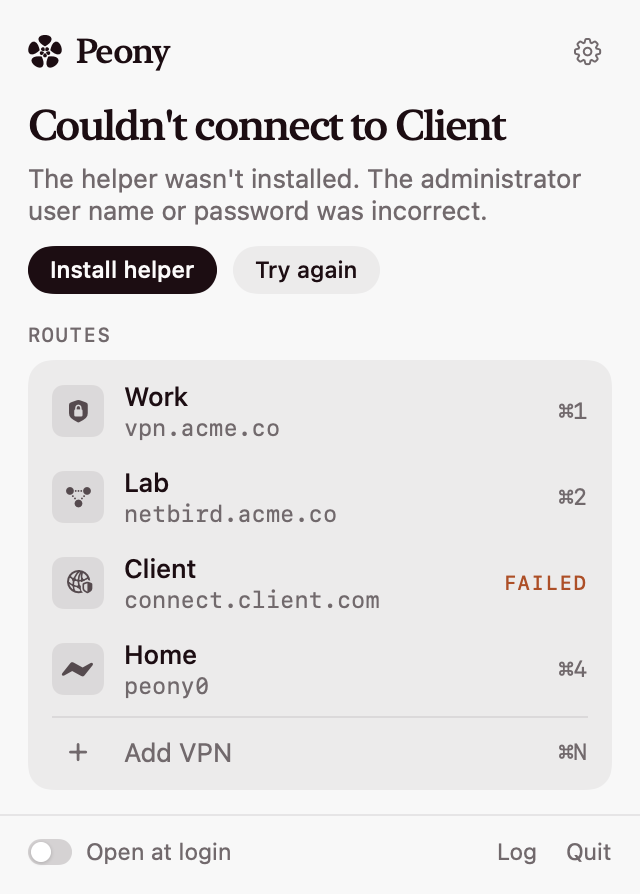 Peony
Couldn't connect to Client
The helper wasn't installed. The administrator
user name or password was incorrect.
Install helper
Try again
ROUTES
Work
⌘1
vpn.acme.co
Lab
⌘2
netbird.acme.co
Client
FAILED
connect.client.com
Home
⌘4
peony0
+ Add VPN
⌘N
Open at login
Log
Quit